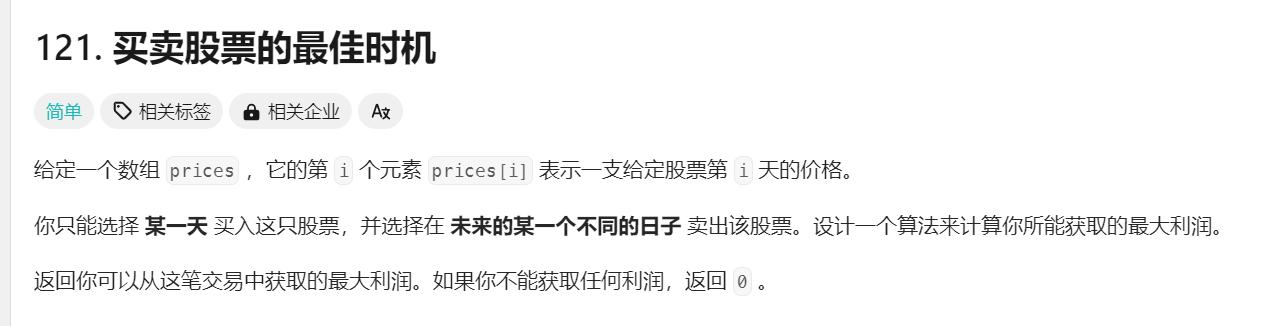 121. 买卖股票的最佳时机
简单 相关标签 相关企业 A文
给定一个数组 prices ，它的第 i 个元素 prices[i] 表示一支给定股票第 i 天的价格。
你只能选择 某一天 买入这只股票，并选择在 未来的某一个不同的日子 卖出该股票。设计一个算法来计算你所能获取的最大利润。
返回你可以从这笔交易中获取的最大利润。如果你不能获取任何利润，返回 0 。